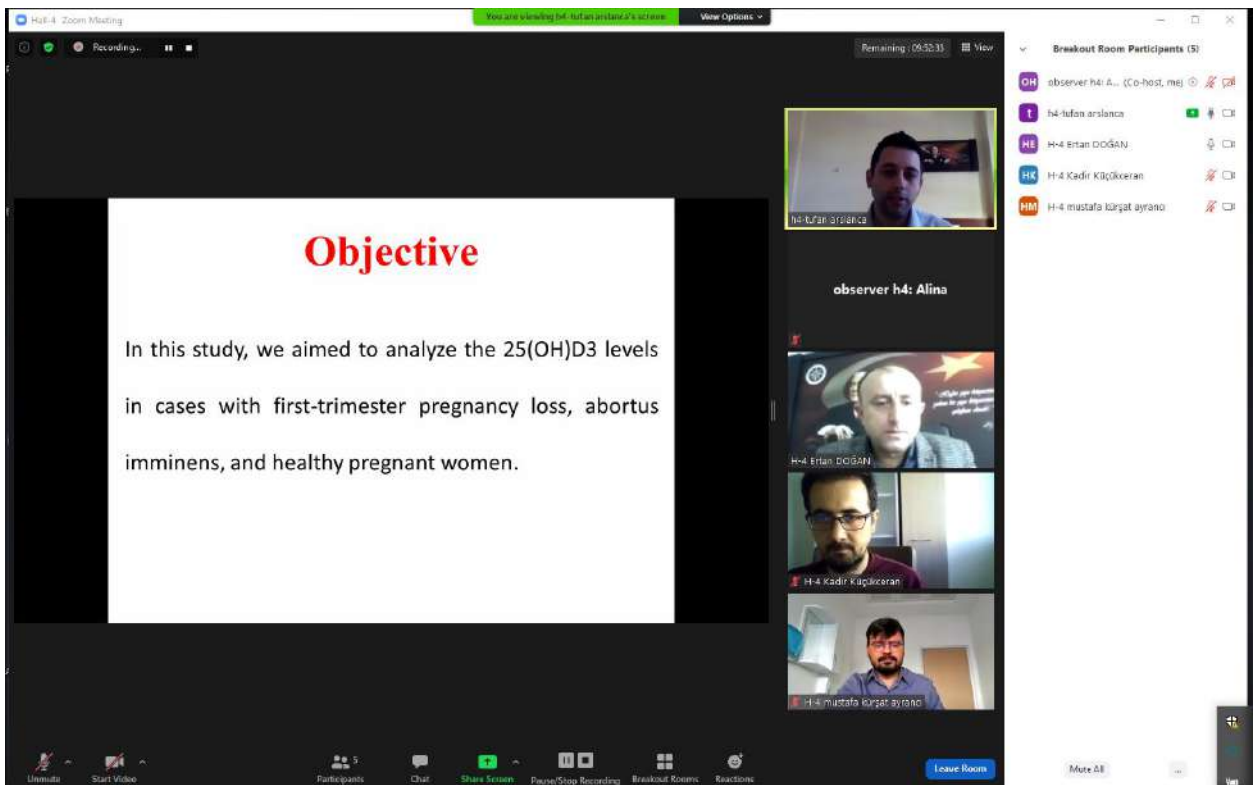 Hall-4 Zoom Meeting
You are viewing h4-tufan arslanca's screen
View Options
Recording...
Remaining : 09:52:33
View
Breakout Room Participants (5)
observer h4: A... (Co-host, me)
h4-tufan arslanca
H-4 Ertan DOĞAN
H-4 Kadir Küçükceran
H-4 mustafa kürşat ayrancı
OH
t
HE
HK
HM
Objective
In this study, we aimed to analyze the 25(OH)D3 levels
in cases with first-trimester pregnancy loss, abortus
imminens, and healthy pregnant women.
h4-tufan arslanca
observer h4: Alina
H-4 Ertan DOĞAN
H-4 Kadir Küçükceran
H-4 mustafa kürşat ayrancı
Unmute
Start Video
5
Participants
Chat
Share Screen
Pause/Stop Recording
Breakout Rooms
Reactions
Leave Room
Mute All
...